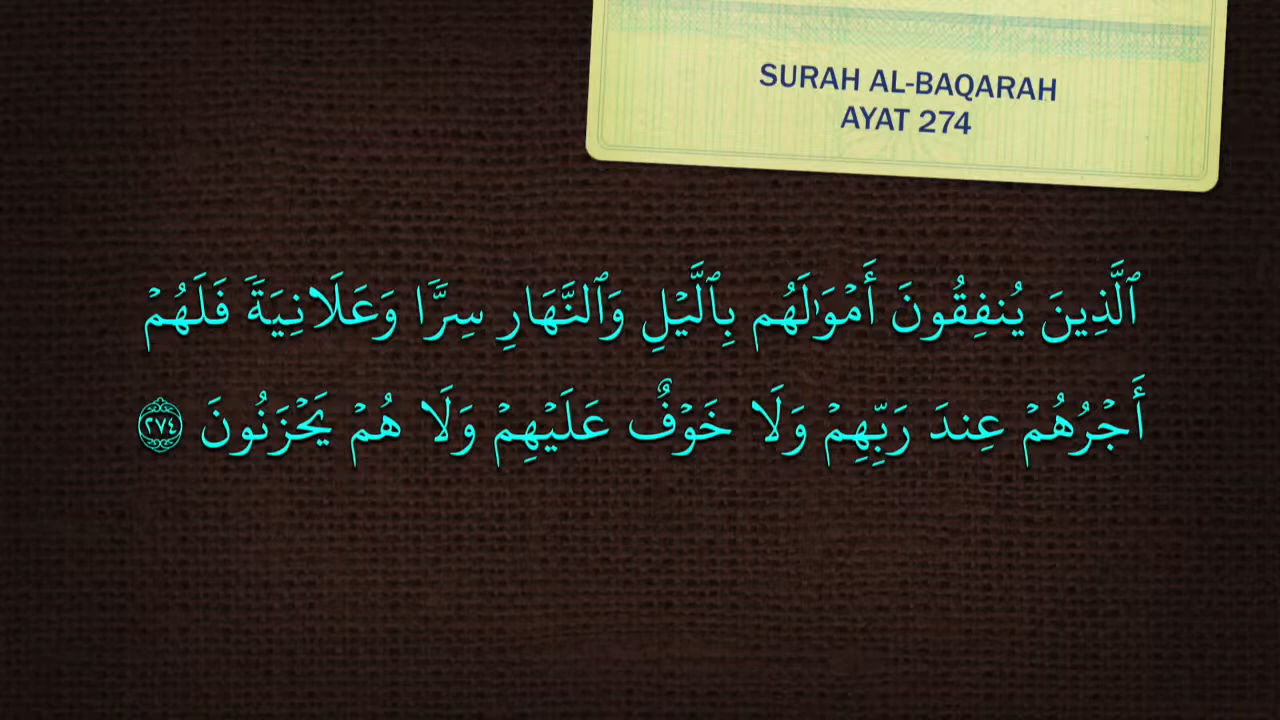 SURAH AL-BAQARAH
AYAT 274
ٱلَّذِينَ يُنفِقُونَ أَمْوَٰلَهُم بِٱلَّيْلِ وَٱلنَّهَارِ سِرًّا وَعَلَانِيَةً فَلَهُمْ
أَجْرُهُمْ عِندَ رَبِّهِمْ وَلَا خَوْفٌ عَلَيْهِمْ وَلَا هُمْ يَحْزَنُونَ ٢٧٤